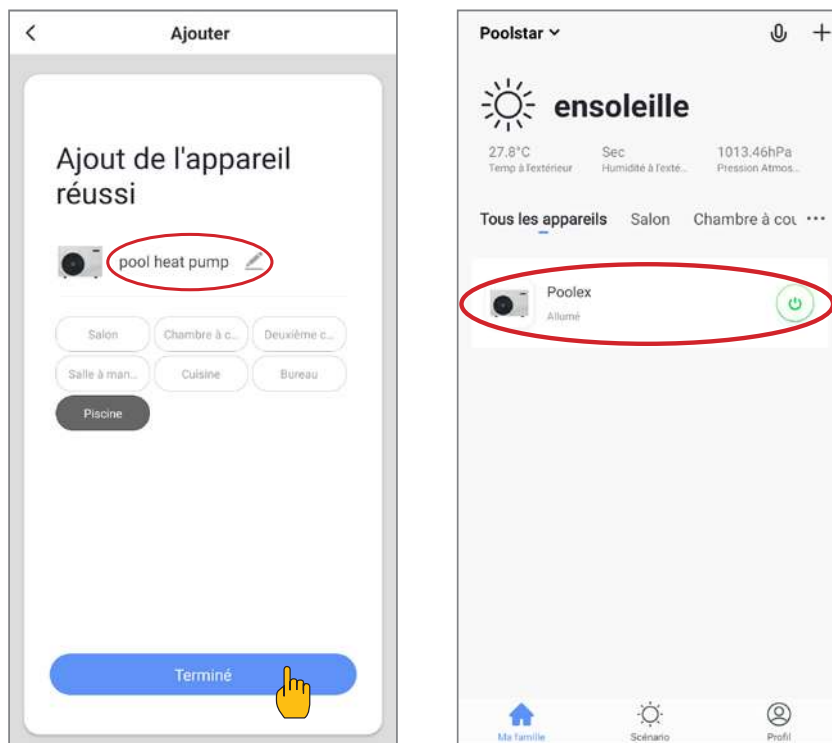 Ajouter
Ajout de l'appareil
réussi
pool heat pump
Salon
Chambre à c...
Deuxième c...
Salle à man...
Cuisine
Bureau
Piscine
Terminé
Poolstar
ensoleille
27.8°C
Sec
1013.46hPa
Temp à l'extérieur
Humidité à l'exté...
Pression Atmos...
Tous les appareils
Salon
Chambre à cou
Poolex
Allumé
Ma famille
Scénario
Profil